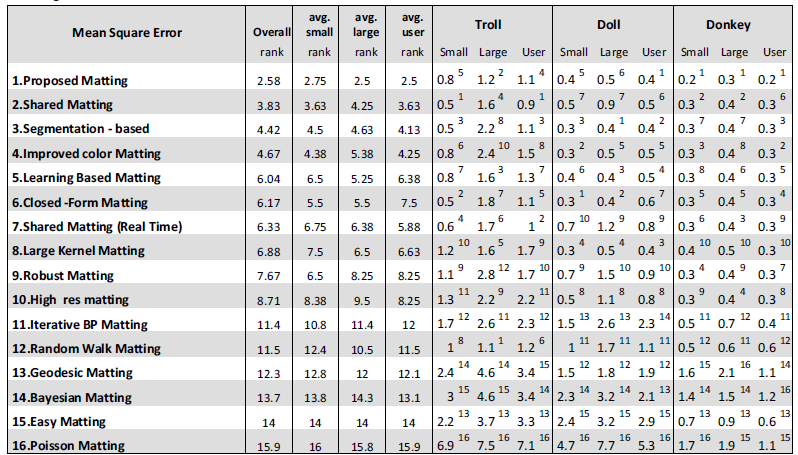 Mean Square Error Overall rank avg. small rank avg. large rank avg. user rank Troll Doll Donkey
Small Large User Small Large User Small Large User
1.Proposed Matting 2.58 2.75 2.5 2.5 0.8 5 1.2 2 1.1 4 0.4 5 0.5 6 0.4 1 0.2 1 0.3 1 0.2 1
2.Shared Matting 3.83 3.63 4.25 3.63 0.5 1 1.6 4 0.9 1 0.5 7 0.9 7 0.5 6 0.3 2 0.4 2 0.3 6
3.Segmentation - based 4.42 4.5 4.63 4.13 0.5 3 2.2 8 1.1 3 0.3 3 0.4 1 0.4 2 0.3 7 0.4 7 0.3 3
4.Improved color Matting 4.67 4.38 5.38 4.25 0.8 6 2.4 10 1.5 8 0.3 2 0.5 5 0.5 5 0.3 3 0.4 8 0.3 2
5.Learning Based Matting 6.04 6.5 5.25 6.38 0.8 7 1.6 3 1.3 7 0.4 6 0.4 3 0.5 4 0.3 8 0.4 6 0.3 5
6.Closed -Form Matting 6.17 5.5 5.5 7.5 0.5 2 1.8 7 1.1 5 0.3 1 0.4 2 0.6 7 0.3 5 0.4 5 0.3 4
7.Shared Matting (Real Time) 6.33 6.75 6.38 5.88 0.6 4 1.7 6 1 2 0.7 10 1.2 9 0.8 9 0.3 6 0.4 3 0.3 9
8.Large Kernel Matting 6.88 7.5 6.5 6.63 1.2 10 1.6 5 1.7 9 0.3 4 0.5 4 0.4 3 0.4 10 0.5 10 0.3 10
9.Robust Matting 7.67 6.5 8.25 8.25 1.1 9 2.8 12 1.7 10 0.7 9 1.5 10 0.9 10 0.3 4 0.4 9 0.3 7
10.High res matting 8.71 8.38 9.5 8.25 1.3 11 2.2 9 2.2 11 0.5 8 1.1 8 0.8 8 0.3 9 0.4 4 0.3 8
11.Iterative BP Matting 11.4 10.8 11.4 12 1.7 12 2.6 11 2.3 12 1.5 13 2.6 13 2.3 14 0.5 11 0.7 12 0.4 11
12.Random Walk Matting 11.5 12.4 10.5 11.5 1 8 1.1 1 1.2 6 1 11 1.7 11 1.1 11 0.5 12 0.6 11 0.6 12
13.Geodesic Matting 12.3 12.8 12 12.1 2.4 14 4.6 14 3.4 15 1.5 12 1.8 12 1.9 12 1.6 15 2.1 16 1.1 14
14.Bayesian Matting 13.7 13.8 14.3 13.1 3 15 4.6 15 3.4 14 2.3 14 3.2 14 2.1 13 1.4 14 1.5 14 1.2 16
15.Easy Matting 14 14 14 14 2.2 13 3.7 13 3.3 13 2.4 15 3.2 15 2.9 15 0.7 13 0.9 13 0.6 13
16.Poisson Matting 15.9 16 15.8 15.9 6.9 16 7.5 16 7.1 16 4.7 16 7.7 16 5.3 16 1.7 16 1.9 15 1.1 15